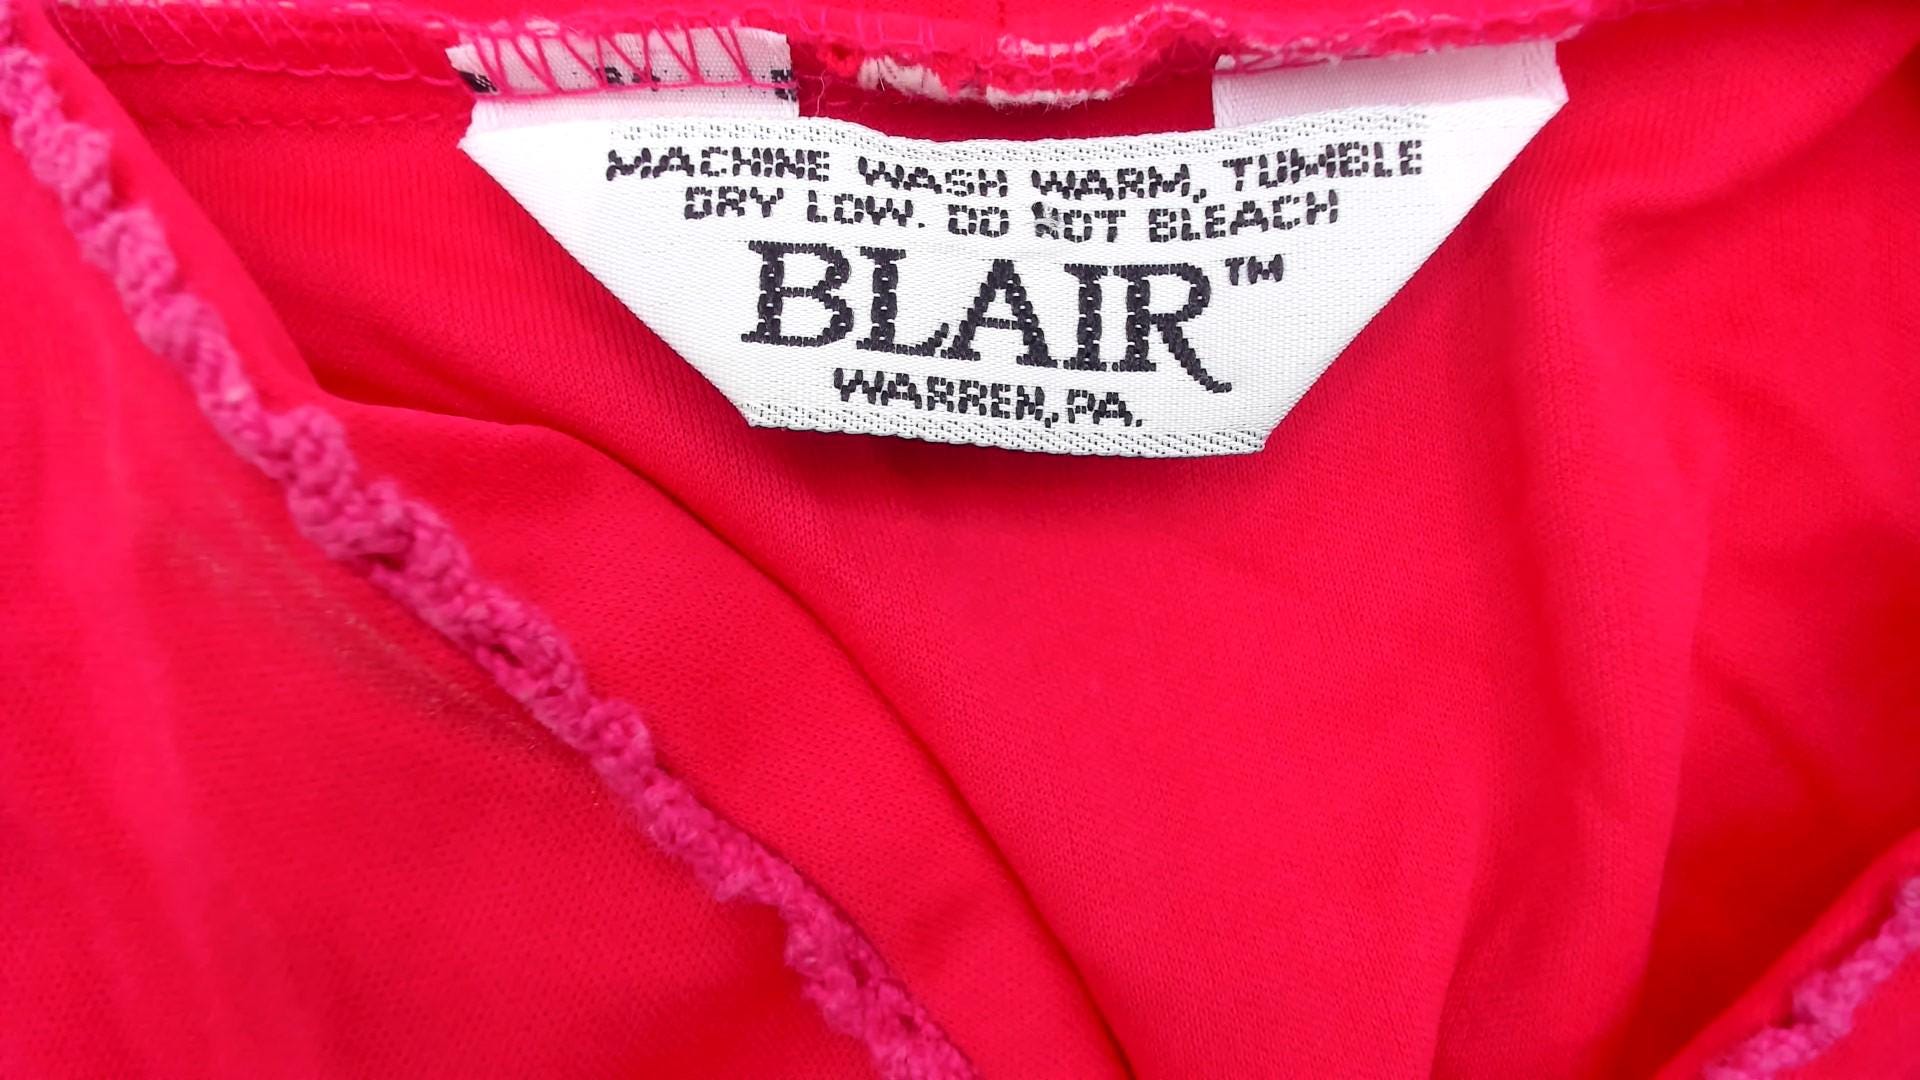 MACHINE WASH WARM, TUMBLE
DRY LOW. DO NOT BLEACH
BLAIR™
WARREN, PA.